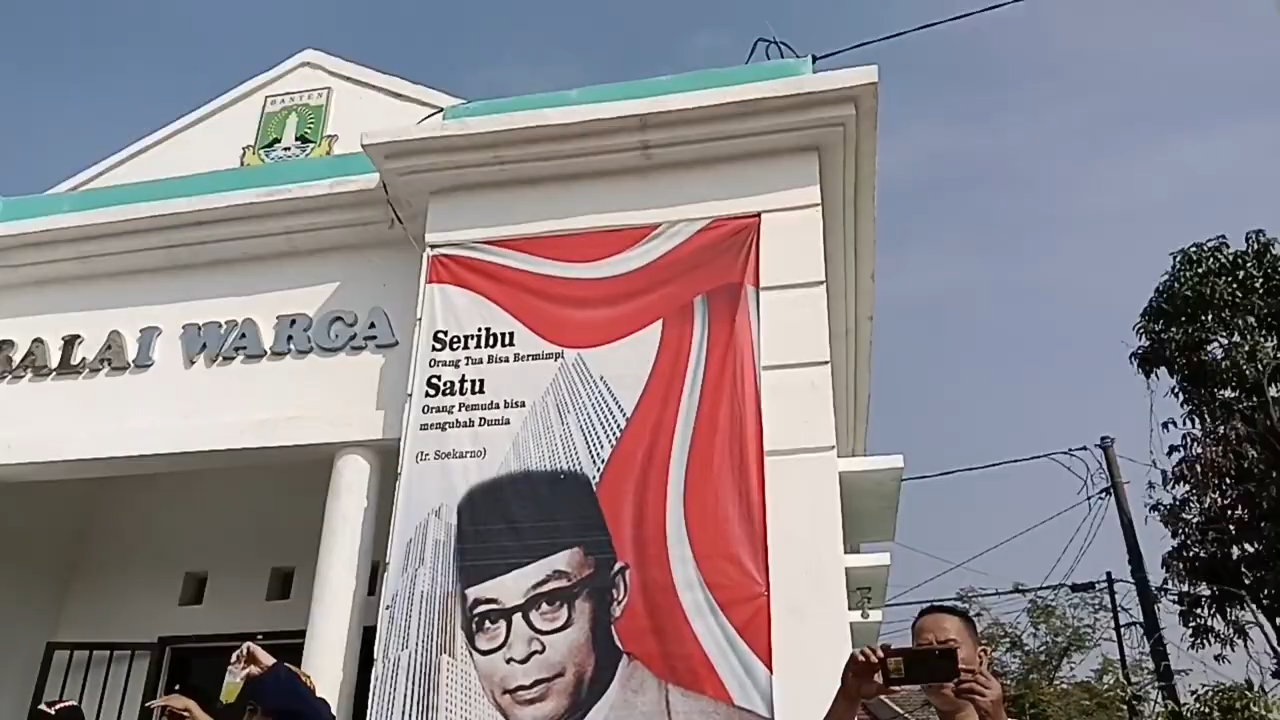 BANTEN
BALAI WARGA
Seribu
Orang Tua Bisa Bermimpi
Satu
Orang Pemuda bisa
mengubah Dunia
(Ir. Soekarno)